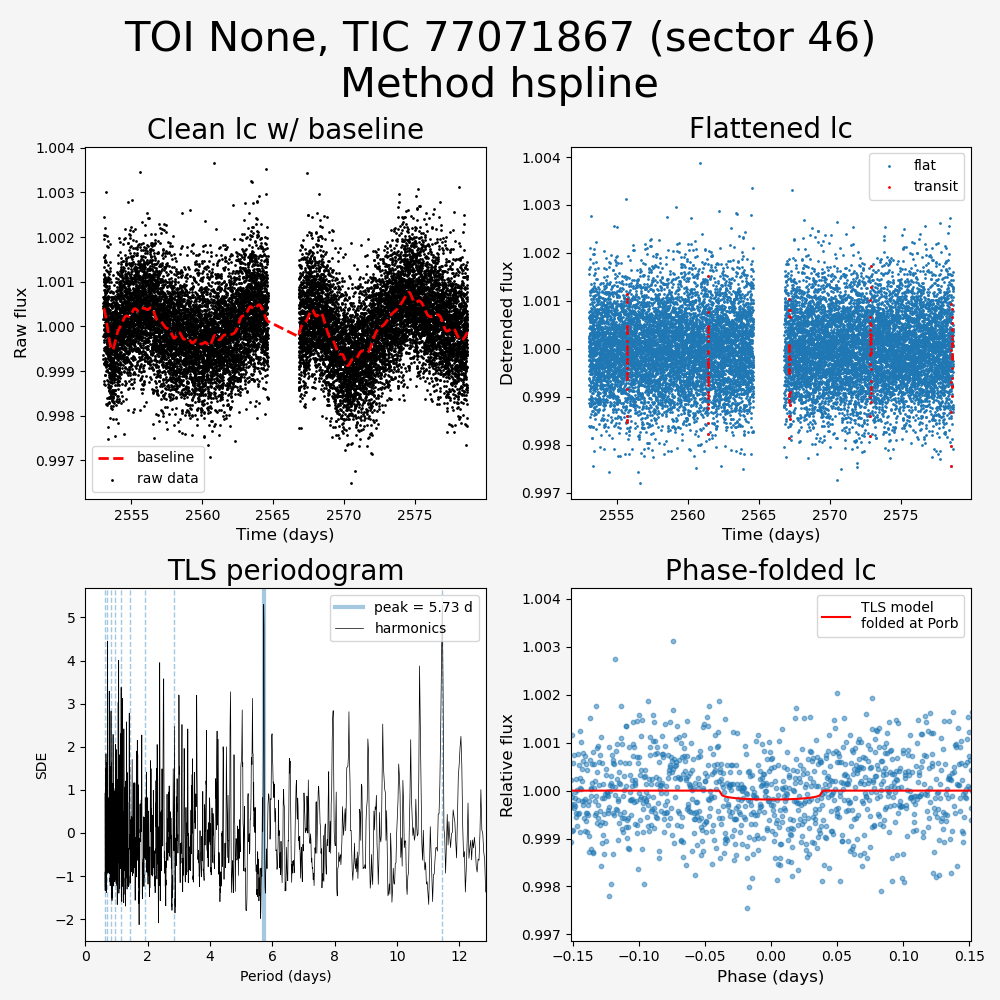 TOI None, TIC 77071867 (sector 46)
Method hspline
Clean lc w/ baseline
Flattened lc
1.004
1.003
1.002
1.001
1.000
0.999
0.998
0.997
Raw flux
baseline
raw data
2555
2560
2565
2570
2575
Time (days)
1.004
1.003
1.002
1.001
1.000
0.999
0.998
0.997
Detrended flux
flat
transit
2555
2560
2565
2570
2575
Time (days)
TLS periodogram
Phase-folded lc
5
4
3
2
1
0
−1
−2
SDE
peak = 5.73 d
harmonics
0
2
4
6
8
10
12
Period (days)
1.004
1.003
1.002
1.001
1.000
0.999
0.998
0.997
Relative flux
TLS model
folded at Porb
−0.15
−0.10
−0.05
0.00
0.05
0.10
0.15
Phase (days)